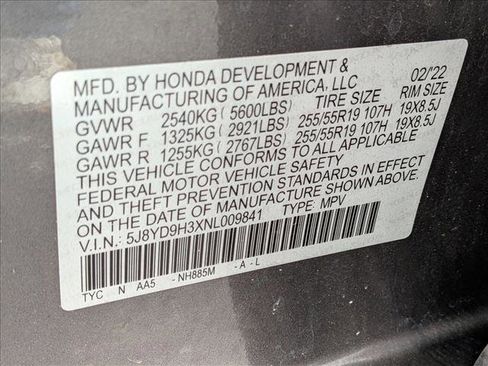 MFD. BY HONDA DEVELOPMENT &
MANUFACTURING OF AMERICA, LLC 02/'22
GVWR 2540KG (5600LBS) TIRE SIZE RIM SIZE
GAWR F 1325KG (2921LBS) 255/55R19 107H 19X8.5J
GAWR R 1255KG (2767LBS) 255/55R19 107H 19X8.5J
THIS VEHICLE CONFORMS TO ALL APPLICABLE
FEDERAL MOTOR VEHICLE SAFETY
AND THEFT PREVENTION STANDARDS IN EFFECT
ON THE DATE OF MANUFACTURE SHOWN ABOVE.
V.I.N.: 5J8YD9H3XNL009841 TYPE: MPV
TYC N AA5 -NH885M -A-L